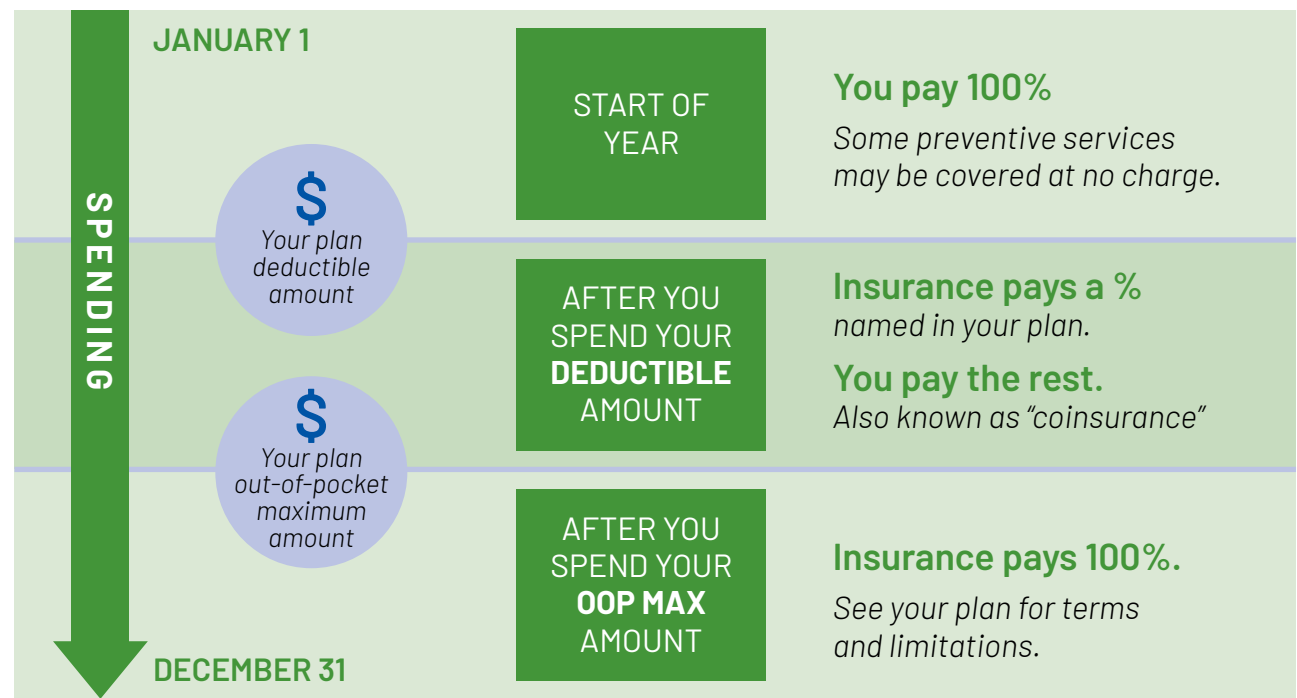 JANUARY 1
SPENDING
START OF
YEAR
You pay 100%
Some preventive services
may be covered at no charge.
$
Your plan
deductible
amount
AFTER YOU
SPEND YOUR
DEDUCTIBLE
AMOUNT
Insurance pays a %
named in your plan.
You pay the rest.
Also known as “coinsurance”
$
Your plan
out-of-pocket
maximum
amount
AFTER YOU
SPEND YOUR
OOP MAX
AMOUNT
Insurance pays 100%.
See your plan for terms
and limitations.
DECEMBER 31